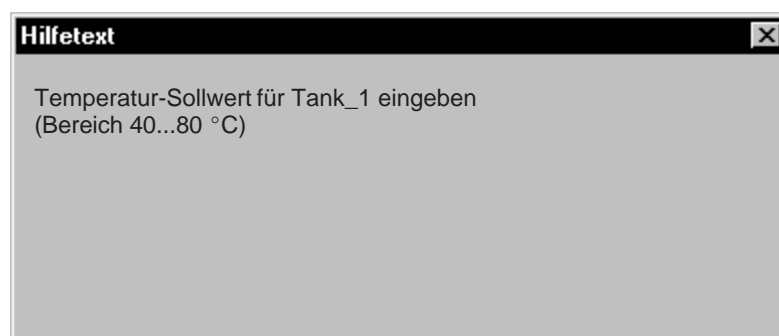 Hilfetext
Temperatur-Sollwert für Tank_1 eingeben
(Bereich 40...80 °C)